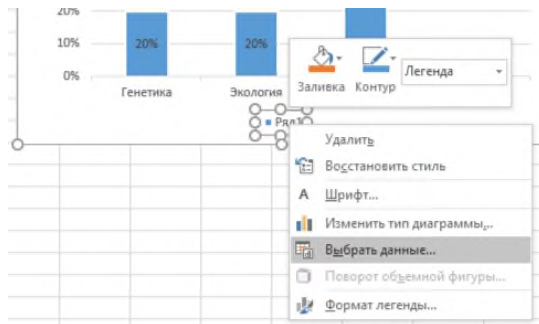 20%
10%
20%
20%
0%
Генетика
Экология
Ряд1
Заливка
Контур
Легенда
Удалить
Восстановить стиль
Шрифт...
Изменить тип диаграммы...
Выбрать данные...
Поворот объемной фигуры...
Формат легенды...